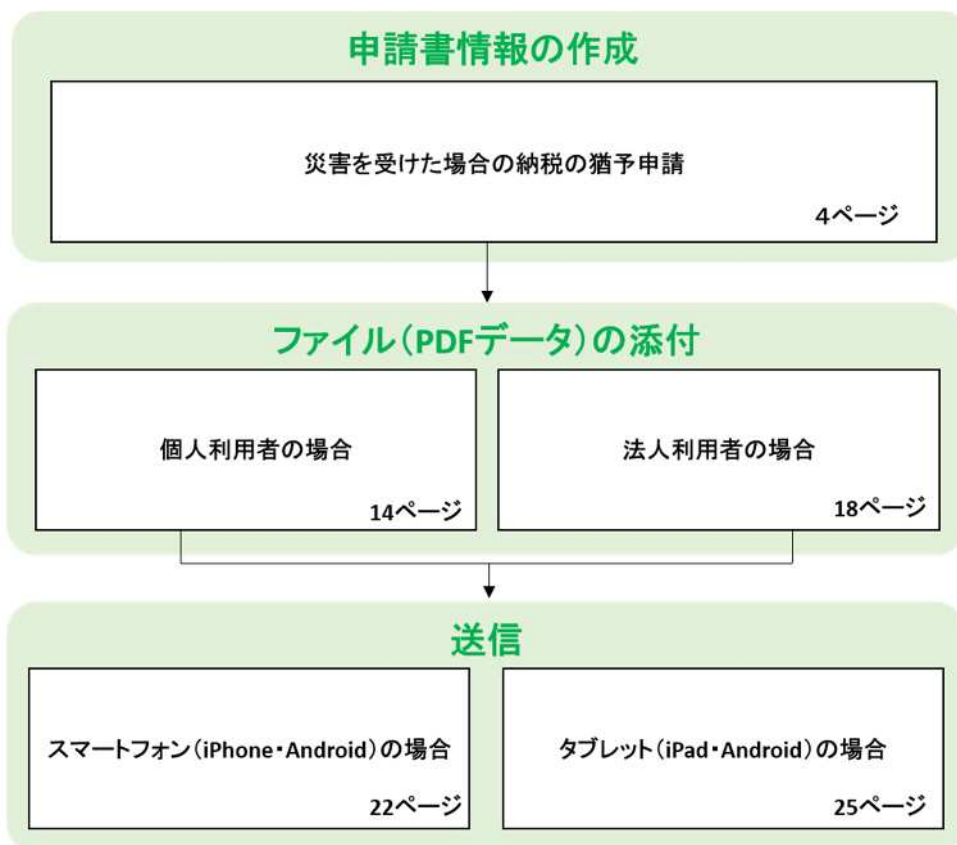 申請書情報の作成
災害を受けた場合の納税の猶予申請
4ページ
ファイル(PDFデータ)の添付
個人利用者の場合
14ページ
法人利用者の場合
18ページ
送信
スマートフォン(iPhone・Android)の場合
22ページ
タブレット(iPad・Android)の場合
25ページ